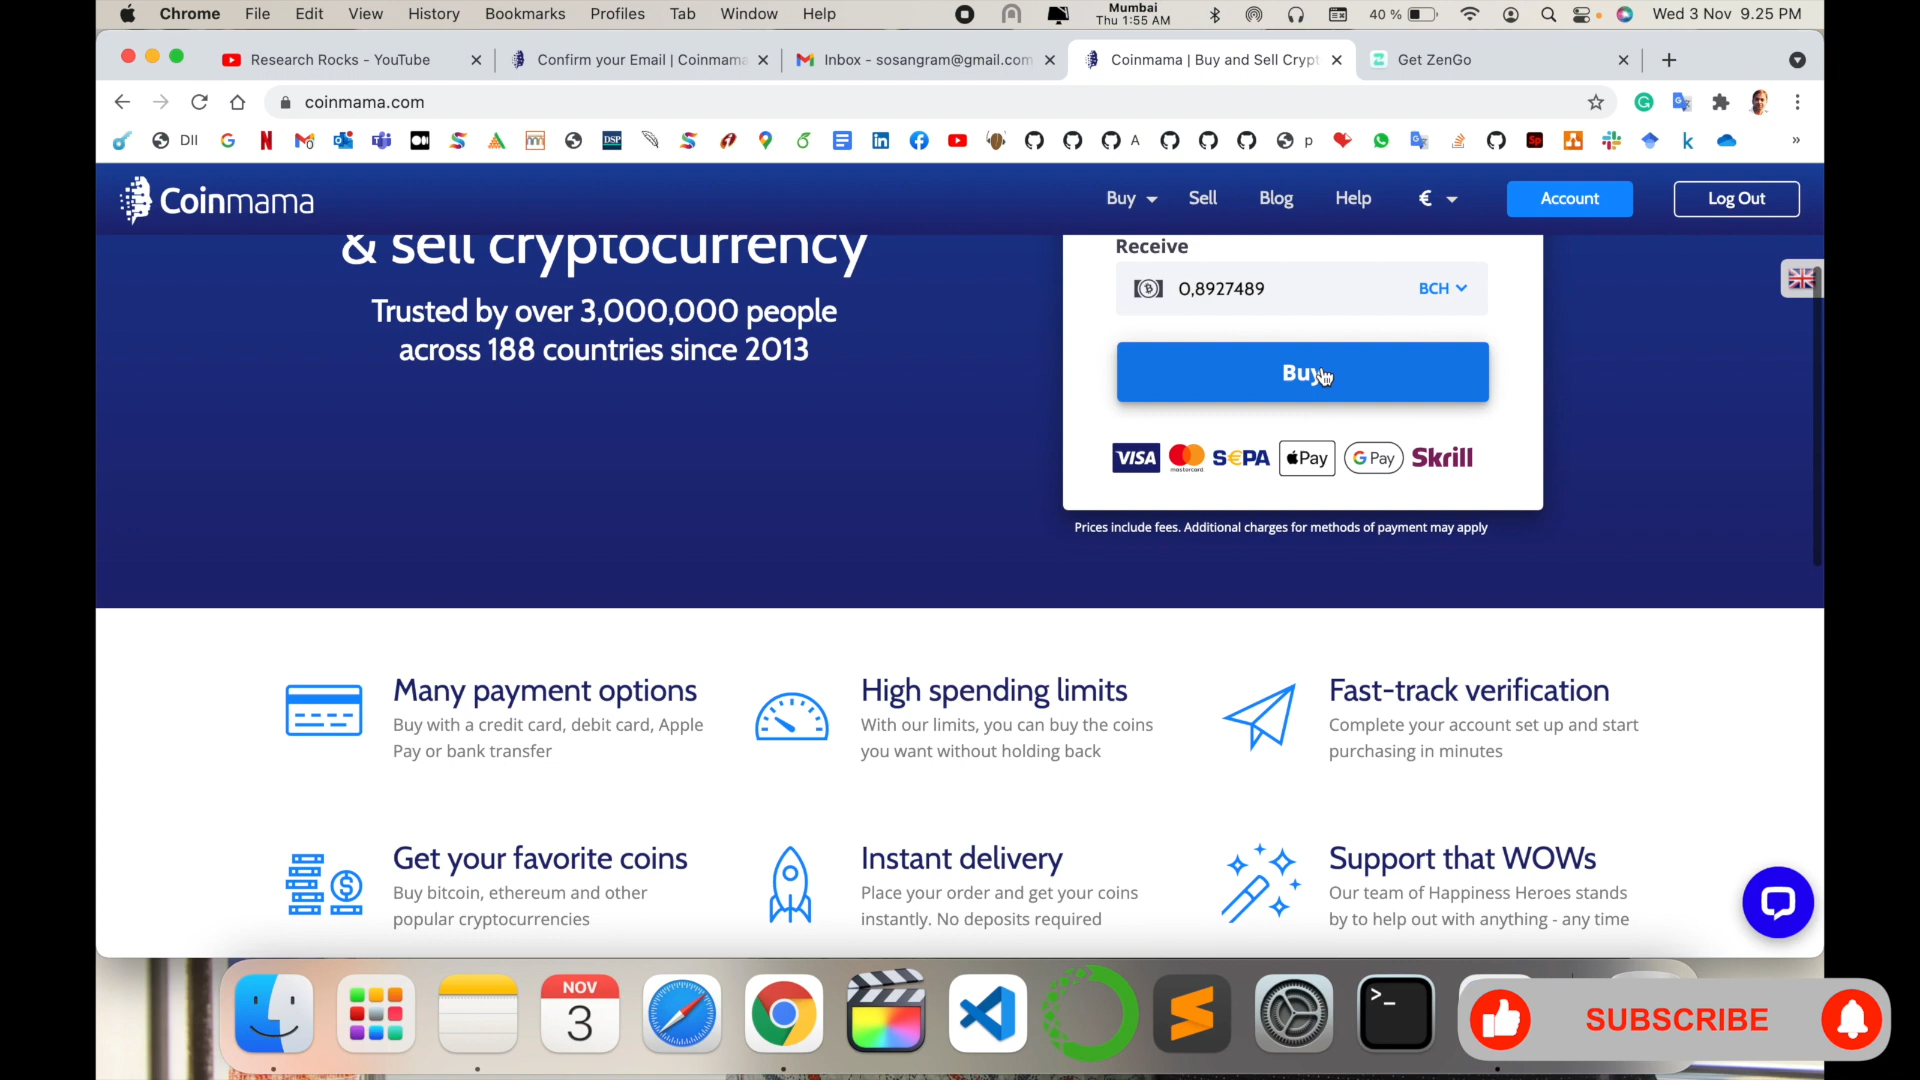 Chrome File Edit View History Bookmarks Profiles Tab Window Help
Mumbai
Thu 1:55 AM
40 %
Wed 3 Nov 9.25 PM
Research Rocks - YouTube
Confirm your Email | Coinmama
Inbox - sosangram@gmail.com
Coinmama | Buy and Sell Crypt
Get ZenGo
coinmama.com
DII
DSP
A
p
Sp
k
»
Coinmama
Buy
Sell
Blog
Help
€
Account
Log Out
& sell cryptocurrency
Trusted by over 3,000,000 people
across 188 countries since 2013
Receive
0,8927489
BCH
Buy
VISA
mastercard
S€PA
Pay
G Pay
Skrill
Prices include fees. Additional charges for methods of payment may apply
Many payment options
Buy with a credit card, debit card, Apple
Pay or bank transfer
High spending limits
With our limits, you can buy the coins
you want without holding back
Fast-track verification
Complete your account set up and start
purchasing in minutes
Get your favorite coins
Buy bitcoin, ethereum and other
popular cryptocurrencies
Instant delivery
Place your order and get your coins
instantly. No deposits required
Support that WOWs
Our team of Happiness Heroes stands
by to help out with anything - any time
NOV
3
SUBSCRIBE